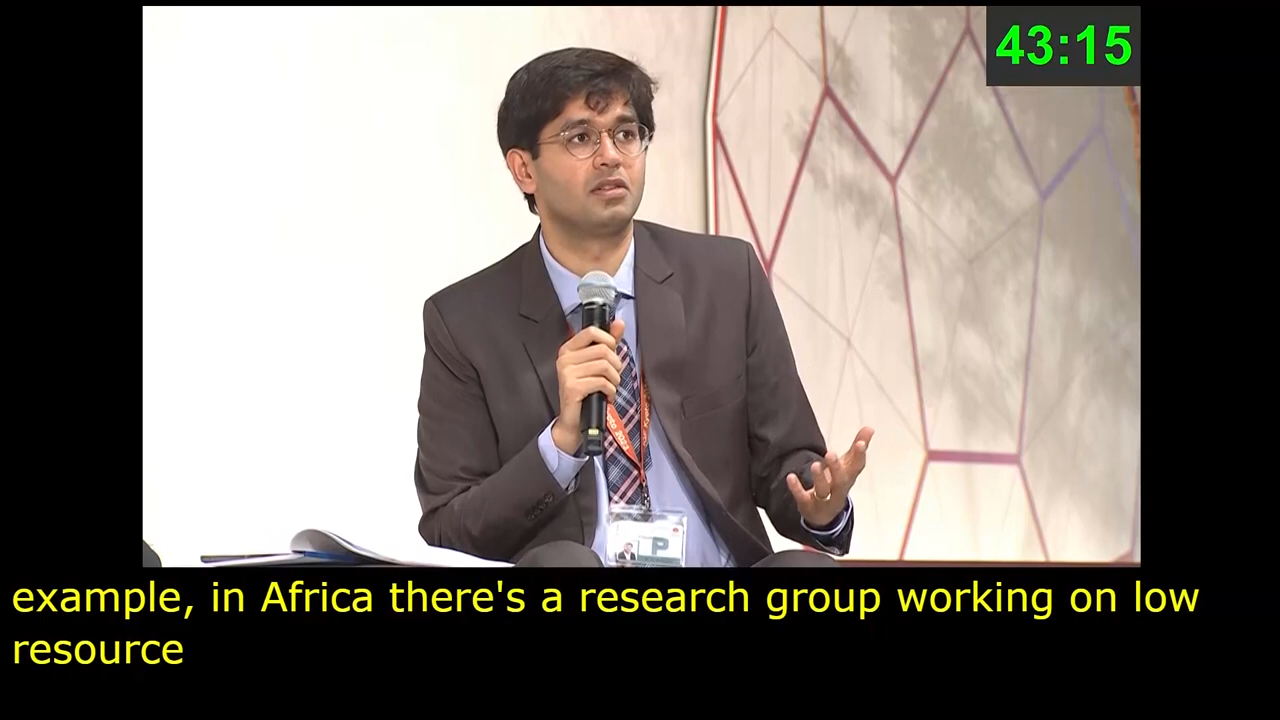 43:15
P
example, in Africa there's a research group working on low
resource